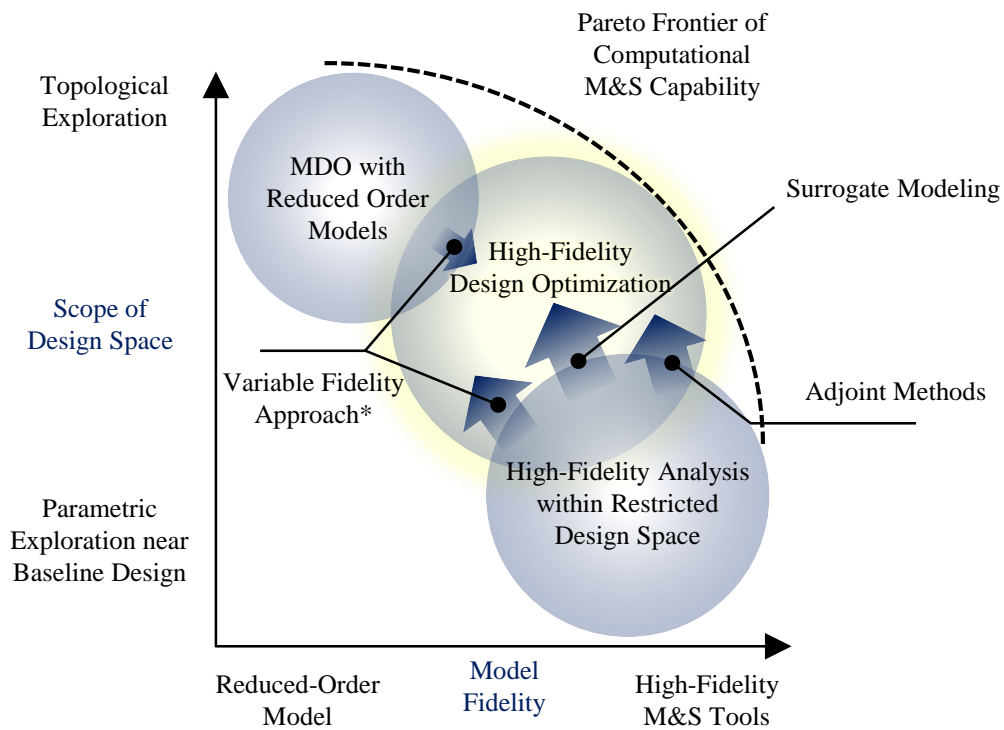 Pareto Frontier of
Computational
M&S Capability
Topological
Exploration
MDO with
Reduced Order
Models
Surrogate Modeling
High-Fidelity
Design Optimization
Scope of
Design Space
Variable Fidelity
Approach*
Adjoint Methods
High-Fidelity Analysis
within Restricted
Design Space
Parametric
Exploration near
Baseline Design
Reduced-Order
Model
Model
Fidelity
High-Fidelity
M&S Tools